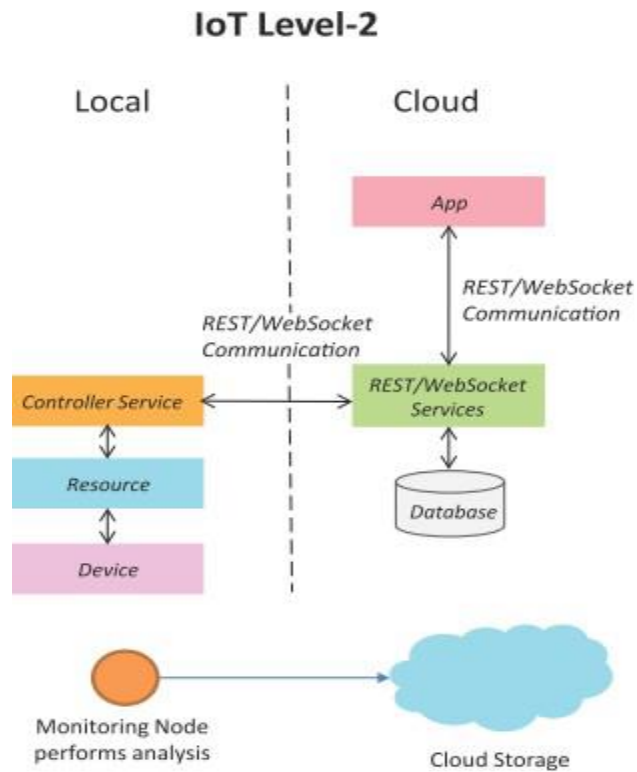 IoT Level-2
Local
Cloud
App
REST/WebSocket
Communication
REST/WebSocket
Communication
Controller Service
REST/WebSocket
Services
Resource
Database
Device
Monitoring Node
performs analysis
Cloud Storage